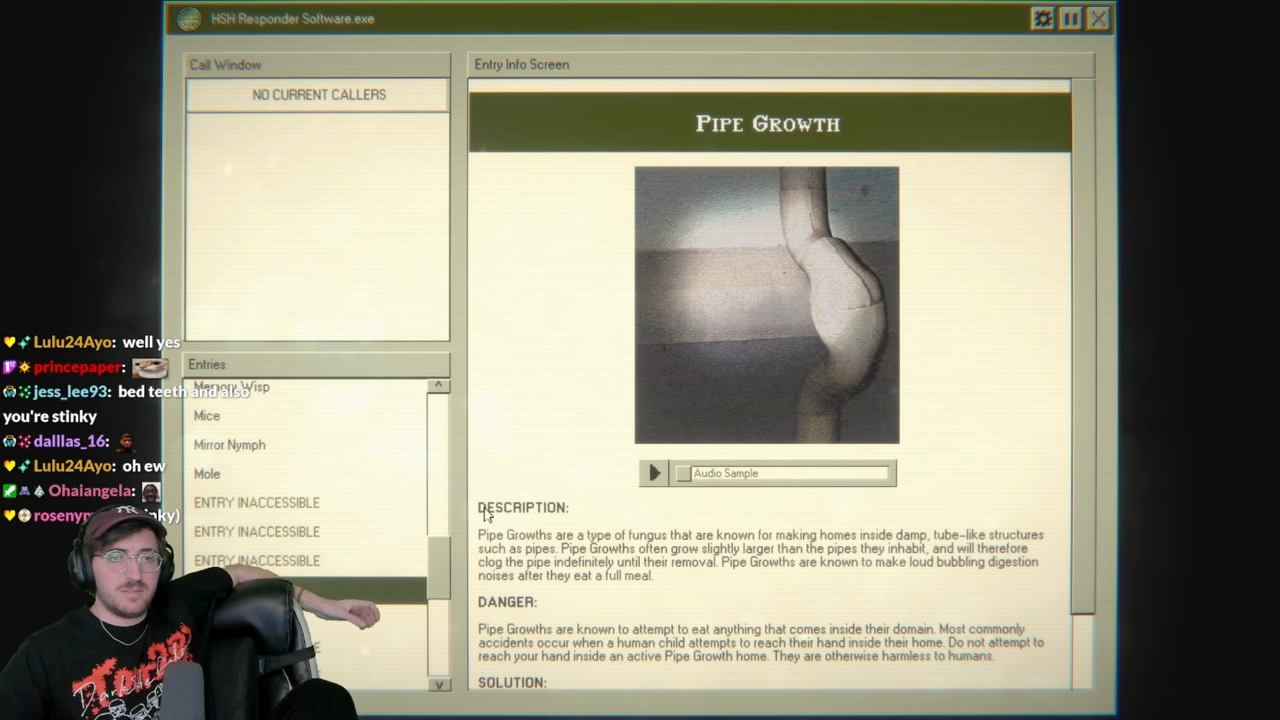 HSH Responder Software.exe
Call Window
NO CURRENT CALLERS
Entry Info Screen
PIPE GROWTH
Audio Sample
DESCRIPTION:
Pipe Growths are a type of fungus that are known for making homes inside damp, tube-like structures
such as pipes. Pipe Growths often grow slightly larger than the pipes they inhabit, and will therefore
clog the pipe indefinitely until their removal. Pipe Growths are known to make loud bubbling digestion
noises after they eat a full meal.
DANGER:
Pipe Growths are known to attempt to eat anything that comes inside their domain. Most commonly
accidents occur when a human child attempts to reach their hand inside their home. Do not attempt to
reach your hand inside an active Pipe Growth home. They are otherwise harmless to humans.
SOLUTION:
Entries
Memory Wisp
Mice
Mirror Nymph
Mole
ENTRY INACCESSIBLE
ENTRY INACCESSIBLE
ENTRY INACCESSIBLE
Lulu24Ayo: well yes
princepaper:
jess_lee93: bed teeth and also
you're stinky
dalllas_16:
Lulu24Ayo: oh ew
Ohaiangela: